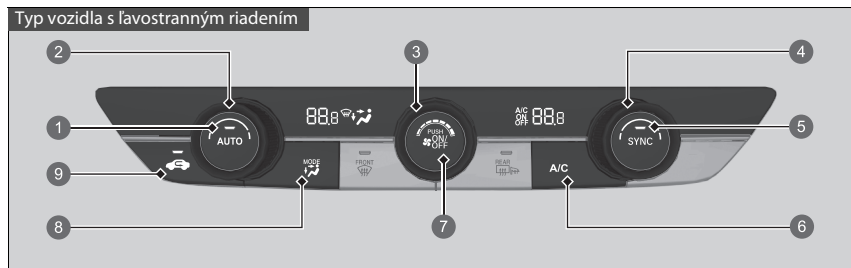 Typ vozidla s ľavostranným riadením
2
3
4
1
AUTO
88.8
PUSH
ON/
OFF
A/C
ON
OFF
88.8
SYNC
5
9
MODE
FRONT
REAR
A/C
8
7
6